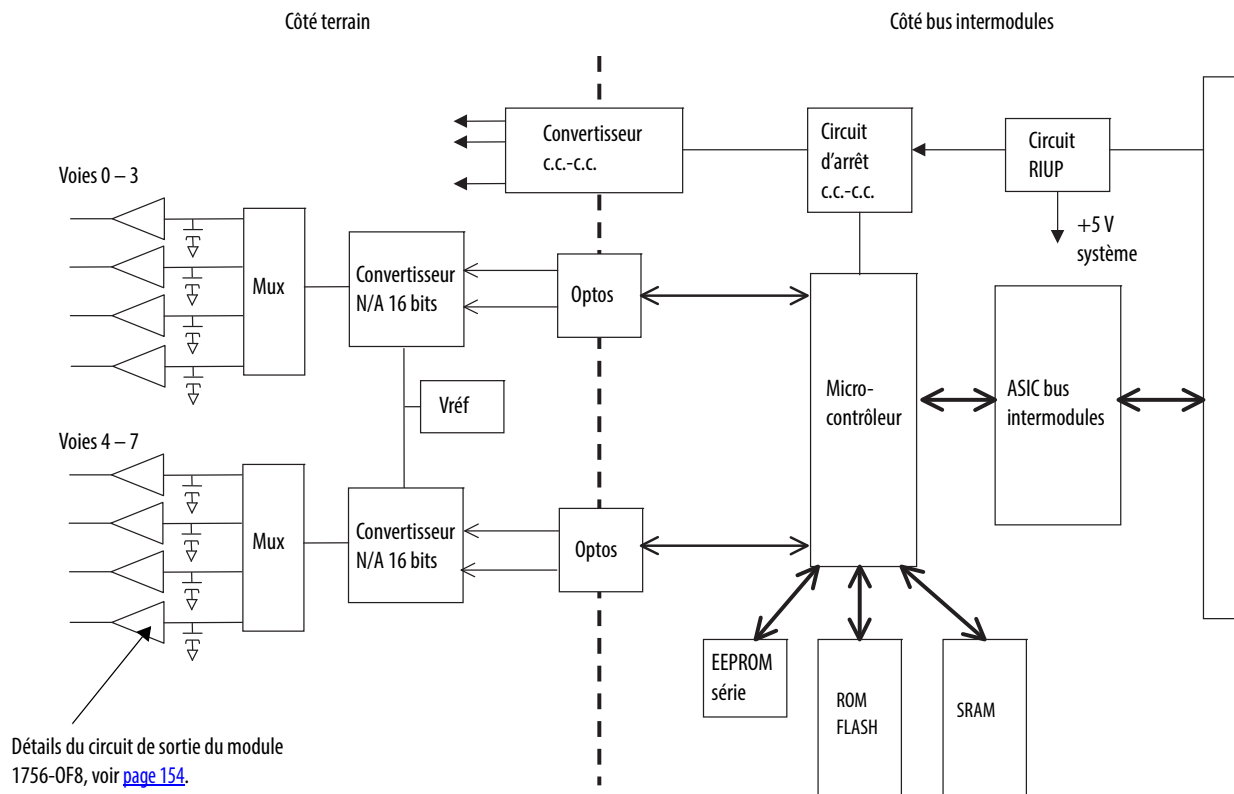 Côté terrain
Côté bus intermodules
Convertisseur
c.c.-c.c.
Circuit
d'arrêt
c.c.-c.c.
Circuit
RIUP
+5 V
système
Voies 0 – 3
Mux
Convertisseur
N/A 16 bits
Optos
Vréf
Micro-
contrôleur
ASIC bus
intermodules
Voies 4 – 7
Mux
Convertisseur
N/A 16 bits
Optos
EEPROM
série
ROM
FLASH
SRAM
Détails du circuit de sortie du module
1756-OF8, voir page 154.